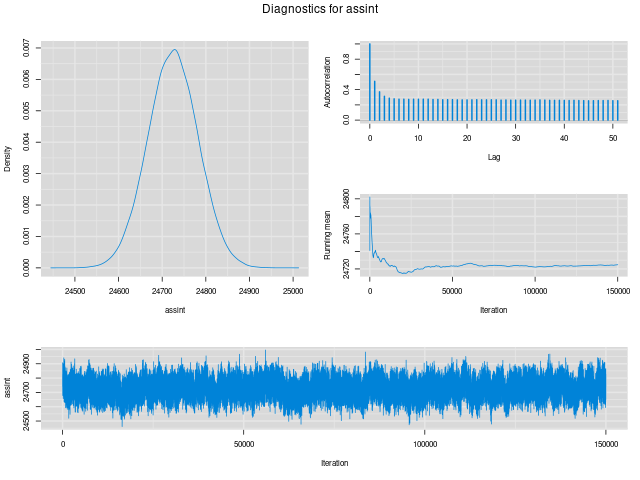 Diagnostics for assint
Density
0.007
0.006
0.005
0.004
0.003
0.002
0.001
0.000
24500 24600 24700 24800 24900 25000
assint
Autocorrelation
0.8
0.4
0.0
0 10 20 30 40 50
Lag
Running mean
24800
24760
24720
0 50000 100000 150000
Iteration
assint
24900
24700
24500
0 50000 100000 150000
Iteration